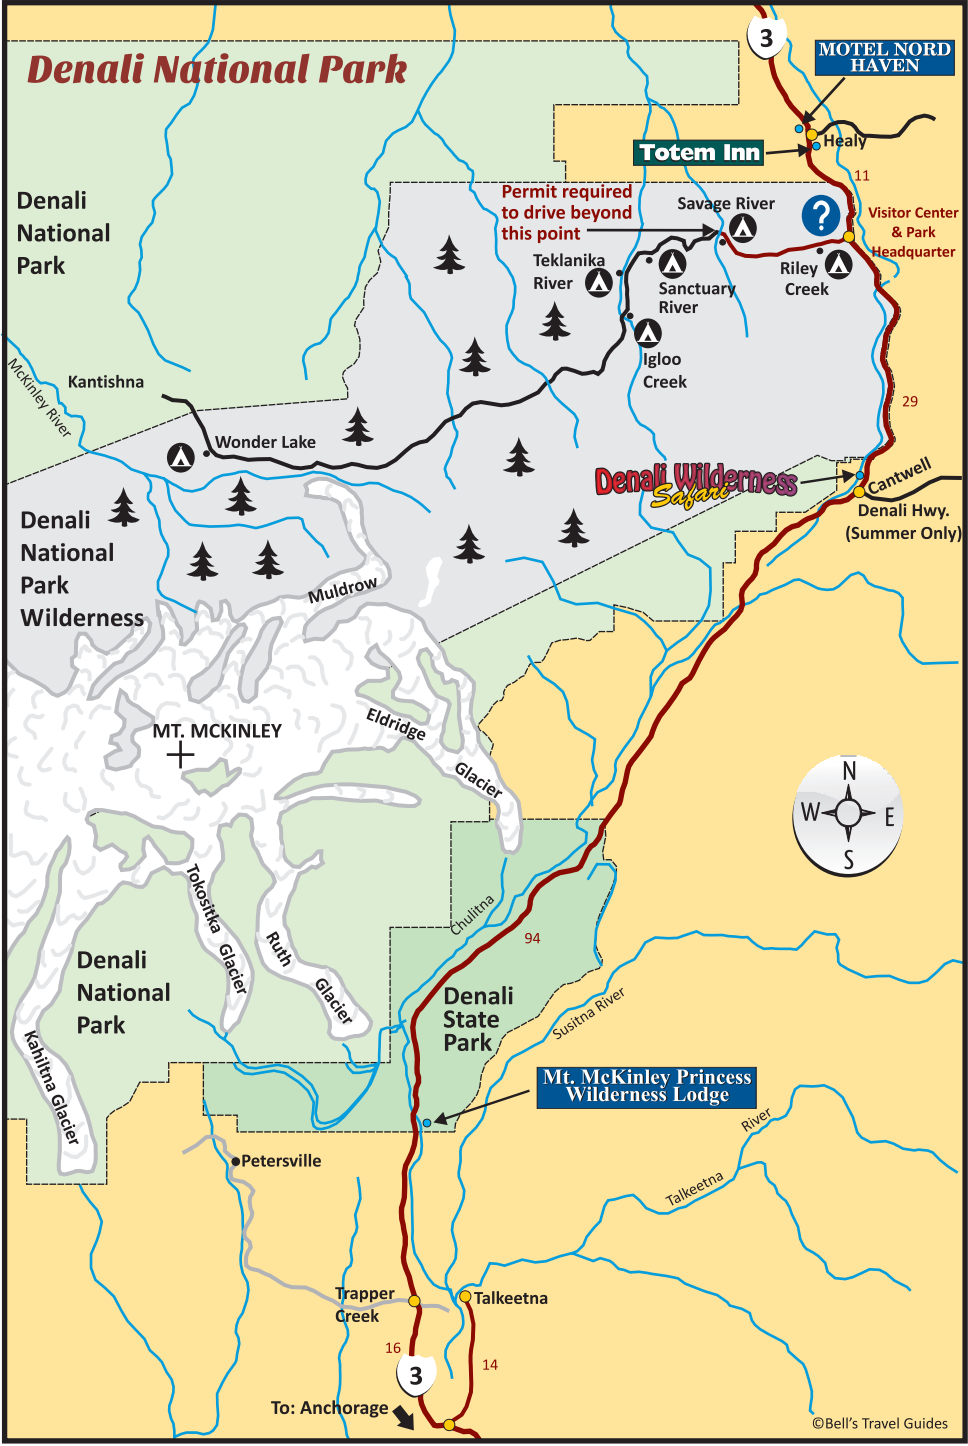 3
MOTEL NORD
HAVEN
Denali National Park
Healy
Totem Inn
11
Permit required
to drive beyond
this point
Savage River
?
Visitor Center
& Park
Headquarter
Denali
National
Park
Teklanika
River
Sanctuary
River
Riley
Creek
Igloo
Creek
McKinley River
Kantishna
29
Wonder Lake
Denali Wilderness
Safari
Cantwell
Denali Hwy.
(Summer Only)
Denali
National
Park
Wilderness
Muldrow
MT. MCKINLEY
Eldridge
Glacier
N
W
E
S
Tokositka
Glacier
Ruth
Glacier
Chulitna
94
Denali
National
Park
Denali
State
Park
Susitna River
Kahiltna Glacier
Mt. McKinley Princess
Wilderness Lodge
River
Talkeetna
Petersville
Trapper
Creek
Talkeetna
16
14
3
To: Anchorage
©Bell's Travel Guides